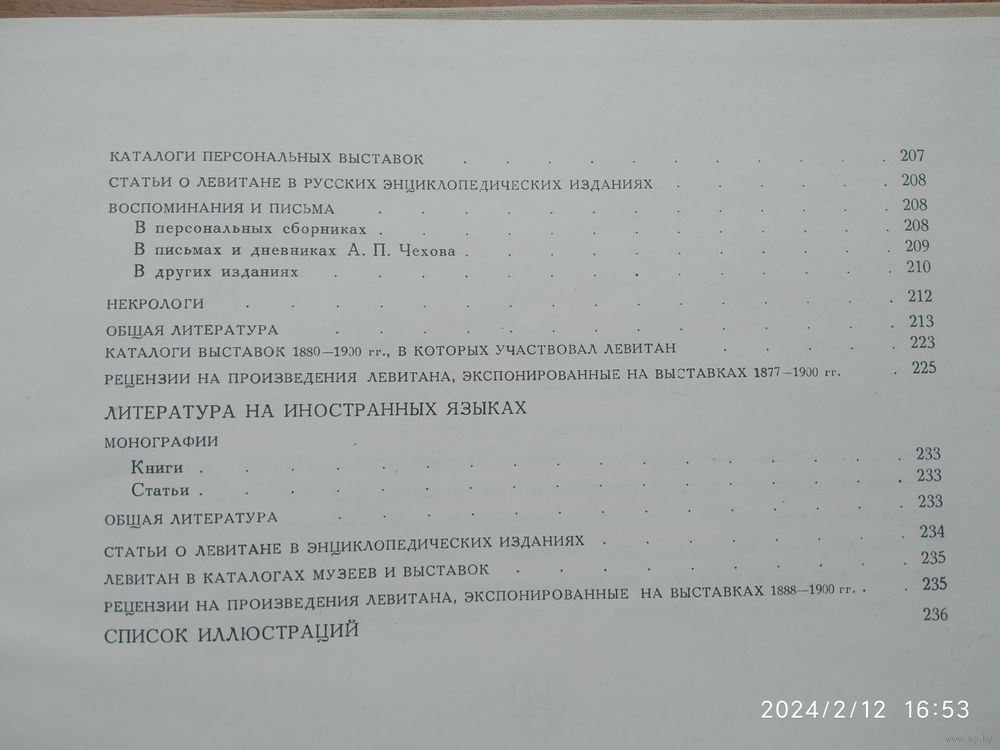 КАТАЛОГИ ПЕРСОНАЛЬНЫХ ВЫСТАВОК . . . . . . . . . . . 207
СТАТЬИ О ЛЕВИТАНЕ В РУССКИХ ЭНЦИКЛОПЕДИЧЕСКИХ ИЗДАНИЯХ . . . . . . 208
ВОСПОМИНАНИЯ И ПИСЬМА . . . . . . . . . . . . . 208
В персональных сборниках . . . . . . . . . . . . . 208
В письмах и дневниках А. П. Чехова . . . . . . . . . . . 209
В других изданиях . . . . . . . . . . . . . . 210
НЕКРОЛОГИ . . . . . . . . . . . . . . . . 212
ОБЩАЯ ЛИТЕРАТУРА . . . . . . . . . . . . . . 213
КАТАЛОГИ ВЫСТАВОК 1880—1900 гг., В КОТОРЫХ УЧАСТВОВАЛ ЛЕВИТАН . . . . . 223
РЕЦЕНЗИИ НА ПРОИЗВЕДЕНИЯ ЛЕВИТАНА, ЭКСПОНИРОВАННЫЕ НА ВЫСТАВКАХ 1877—1900 гг. . 225
ЛИТЕРАТУРА НА ИНОСТРАННЫХ ЯЗЫКАХ
МОНОГРАФИИ
Книги . . . . . . . . . . . . . . . . . 233
Статьи . . . . . . . . . . . . . . . . . 233
ОБЩАЯ ЛИТЕРАТУРА . . . . . . . . . . . . . . 233
СТАТЬИ О ЛЕВИТАНЕ В ЭНЦИКЛОПЕДИЧЕСКИХ ИЗДАНИЯХ . . . . . . . . 234
ЛЕВИТАН В КАТАЛОГАХ МУЗЕЕВ И ВЫСТАВОК . . . . . . . . . . 235
РЕЦЕНЗИИ НА ПРОИЗВЕДЕНИЯ ЛЕВИТАНА, ЭКСПОНИРОВАННЫЕ НА ВЫСТАВКАХ 1888—1900 гг. . . 235
СПИСОК ИЛЛЮСТРАЦИЙ 236
2024/2/12 16:53
www.ay.by